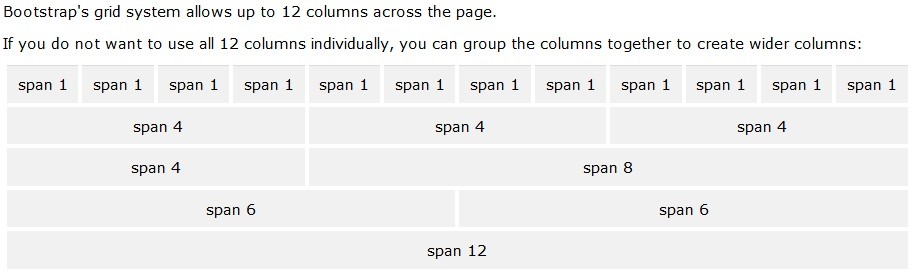 Bootstrap's grid system allows up to 12 columns across the page.
If you do not want to use all 12 columns individually, you can group the columns together to create wider columns:
span 1 span 1 span 1 span 1 span 1 span 1 span 1 span 1 span 1 span 1 span 1 span 1
span 4 span 4 span 4
span 4 span 8
span 6 span 6
span 12